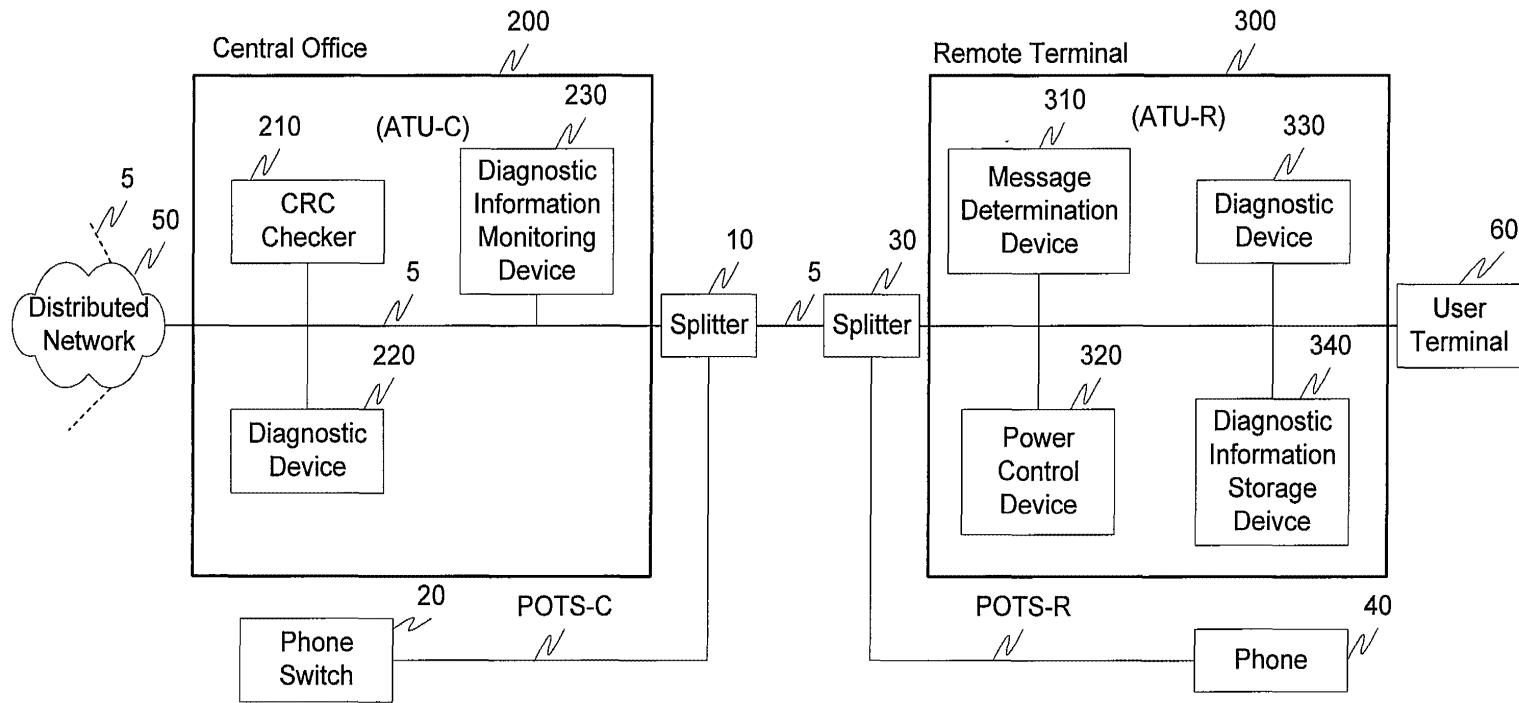 200
300
Central Office
Remote Terminal
230
310
(ATU-C)
(ATU-R)
210
330
Diagnostic
Information
Monitoring
Device
Message
Determination
Device
5
CRC
Checker
Diagnostic
Device
50
10
30
60
5
5
Distributed
Network
Splitter
Splitter
User
Terminal
220
320
340
Diagnostic
Device
Power
Control
Device
Diagnostic
Information
Storage
Deivce
20
POTS-C
POTS-R
40
Phone
Switch
Phone